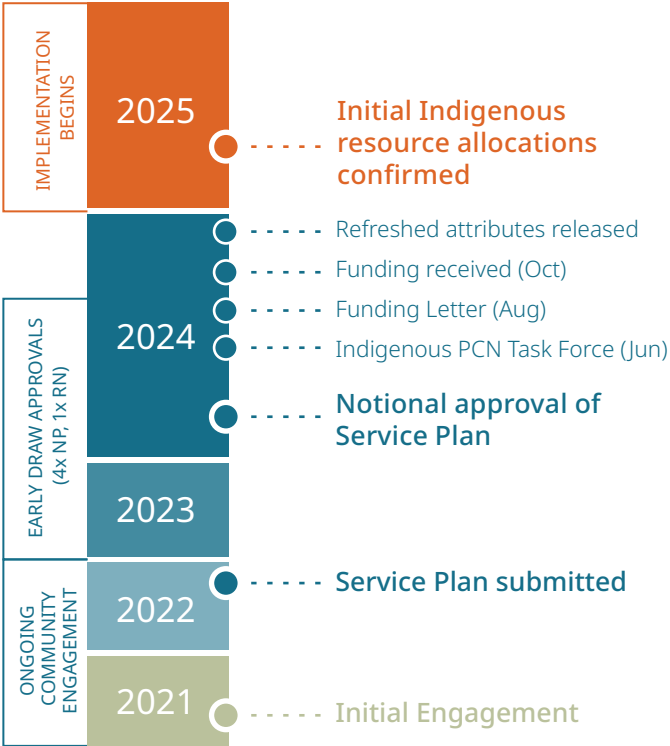 IMPLEMENTATION
BEGINS
2025
Initial Indigenous
resource allocations
confirmed
EARLY DRAW APPROVALS
(4x NP, 1x RN)
2024
Refreshed attributes released
Funding received (Oct)
Funding Letter (Aug)
Indigenous PCN Task Force (Jun)
Notional approval of
Service Plan
2023
ONGOING
COMMUNITY
ENGAGEMENT
2022
Service Plan submitted
2021
Initial Engagement